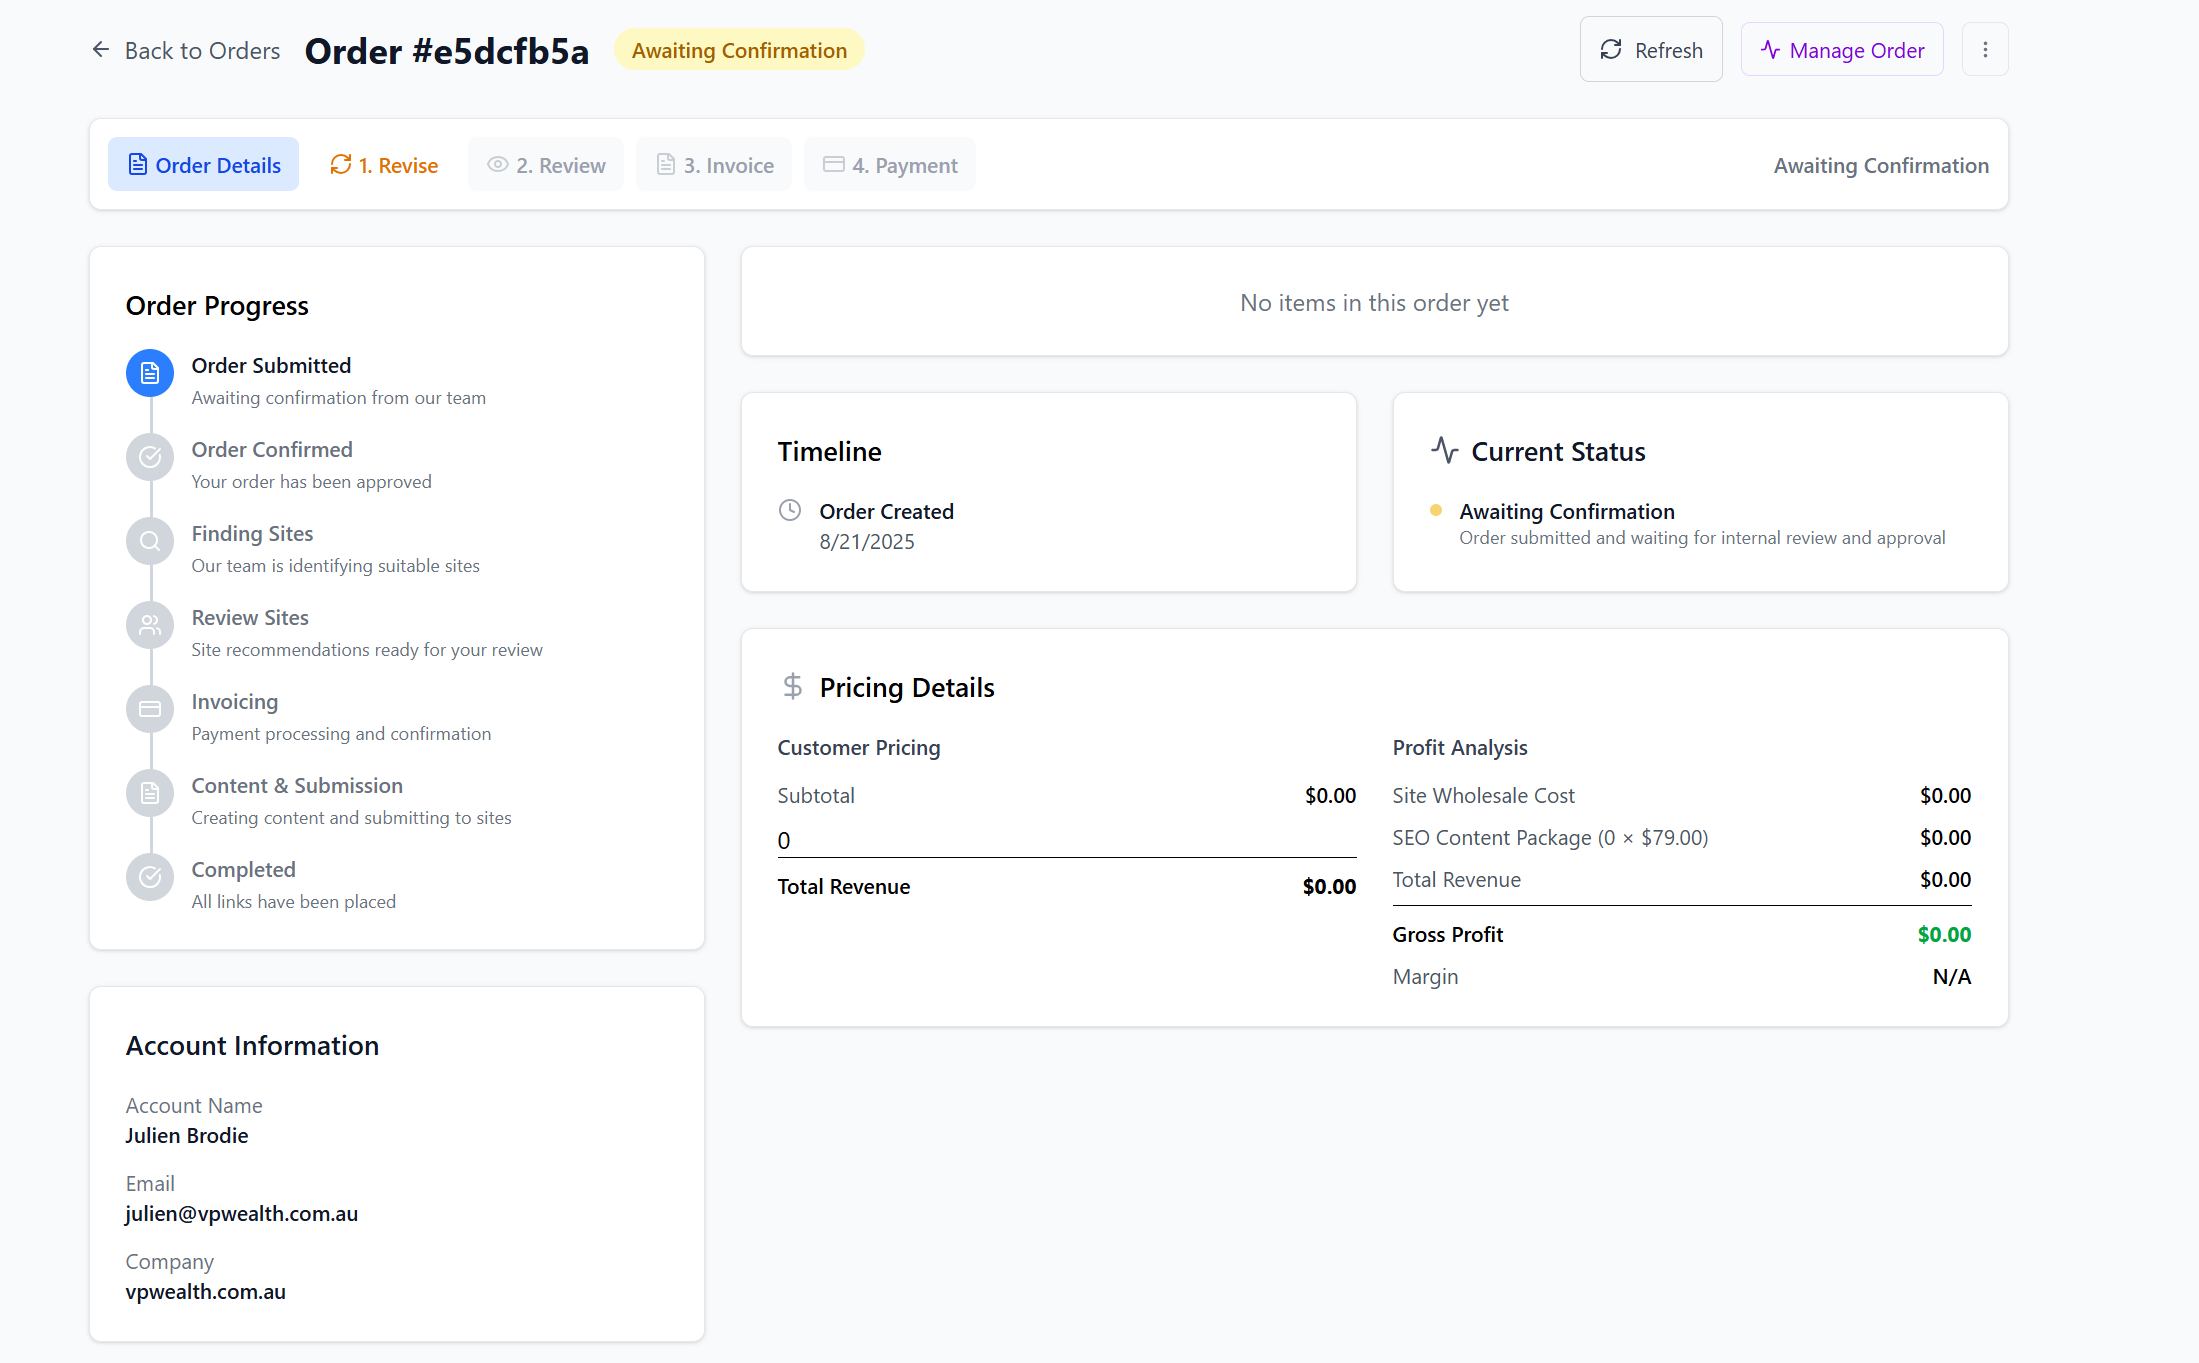 Back to Orders
Order #e5dcfb5a
Awaiting Confirmation
Refresh
Manage Order
Order Details
1. Revise
2. Review
3. Invoice
4. Payment
Awaiting Confirmation
Order Progress
Order Submitted
Awaiting confirmation from our team
Order Confirmed
Your order has been approved
Finding Sites
Our team is identifying suitable sites
Review Sites
Site recommendations ready for your review
Invoicing
Payment processing and confirmation
Content & Submission
Creating content and submitting to sites
Completed
All links have been placed
Account Information
Account Name
Julien Brodie
Email
julien@vpwealth.com.au
Company
vpwealth.com.au
No items in this order yet
Timeline
Order Created
8/21/2025
Current Status
Awaiting Confirmation
Order submitted and waiting for internal review and approval
Pricing Details
Customer Pricing
Subtotal $0.00
0
Total Revenue $0.00
Profit Analysis
Site Wholesale Cost $0.00
SEO Content Package (0 × $79.00) $0.00
Total Revenue $0.00
Gross Profit $0.00
Margin N/A